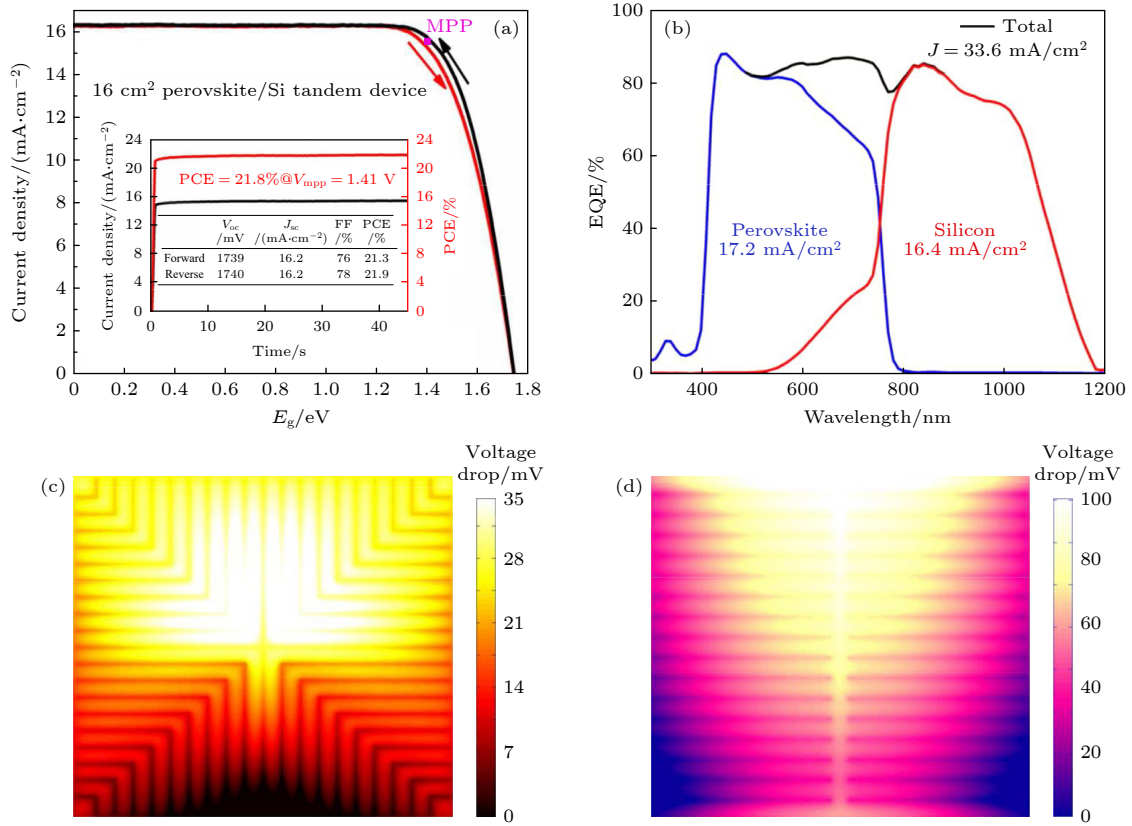 (a)
MPP
16 cm² perovskite/Si tandem device
Current density/(mA·cm⁻²)
16
14
12
10
8
6
4
2
0
0
0.2
0.4
0.6
0.8
1.0
1.2
1.4
1.6
1.8
E_g/eV
Current density/(mA·cm⁻²)
24
20
16
12
8
4
0
PCE = 21.8%@V_mpp = 1.41 V
V_oc J_sc FF PCE
/mV /(mA·cm⁻²) /% /%
Forward 1739 16.2 76 21.3
Reverse 1740 16.2 78 21.9
24
20
16
12
8
4
0
PCE/%
0
10
20
30
40
Time/s
(b)
Total
J = 33.6 mA/cm²
EQE/%
100
80
60
40
20
0
Perovskite
17.2 mA/cm²
Silicon
16.4 mA/cm²
400
600
800
1000
1200
Wavelength/nm
(c)
Voltage
drop/mV
35
28
21
14
7
0
(d)
Voltage
drop/mV
100
80
60
40
20
0